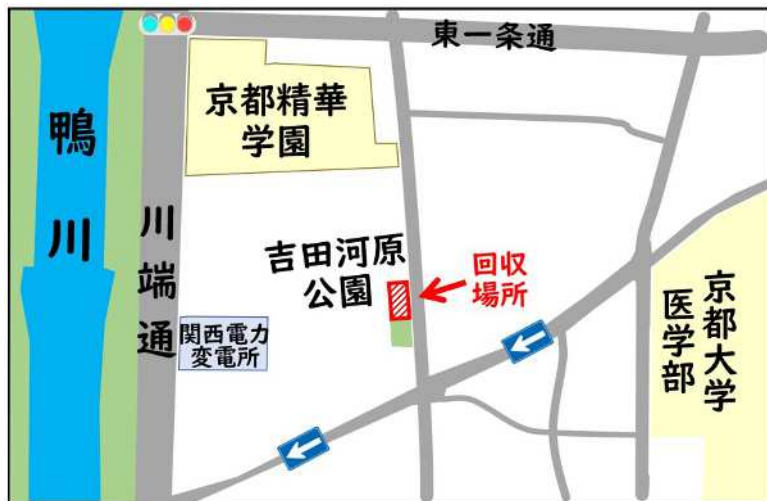 東一条通
京都精華
学園
鴨川
川端通
吉田河原
公園
回収
場所
関西電力
変電所
京都大学
医学部